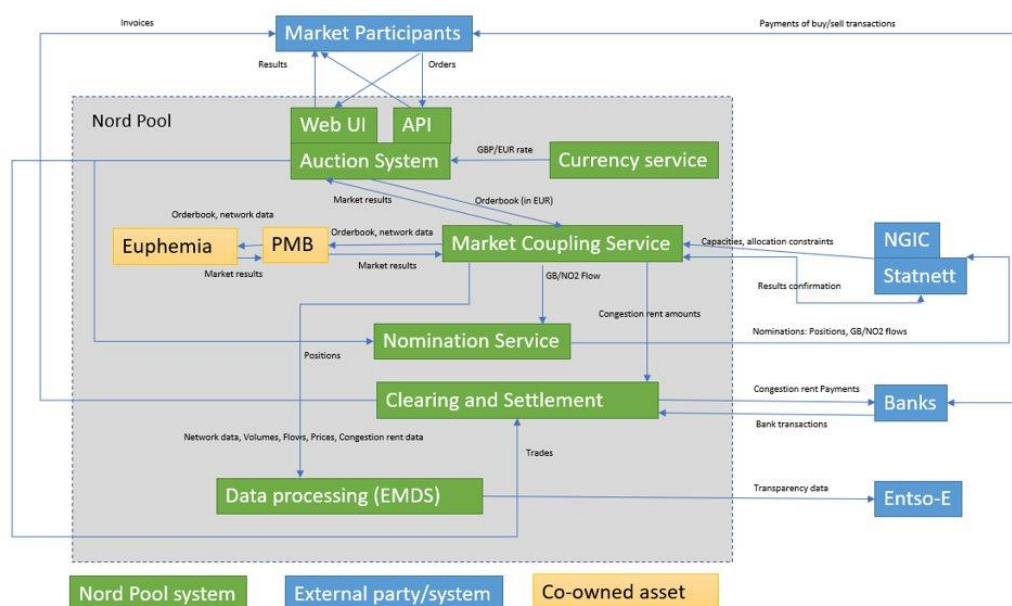 Invoices
Market Participants
Payments of buy/sell transactions
Results
Orders
Nord Pool
Web UI
API
Auction System
GBP/EUR rate
Currency service
Market results
Orderbook (in EUR)
Orderbook, network data
Euphemia
PMB
Orderbook, network data
Market Coupling Service
Capacities, allocation constraints
NGIC
Statnett
Market results
Market results
GB/NO2 Flow
Results confirmation
Congestion rent amounts
Positions
Nomination Service
Nominations: Positions, GB/NO2 flows
Clearing and Settlement
Congestion rent Payments
Banks
Bank transactions
Network data, Volumes, Flows, Prices, Congestion rent data
Trades
Data processing (EMDS)
Transparency data
Entso-E
Nord Pool system
External party/system
Co-owned asset